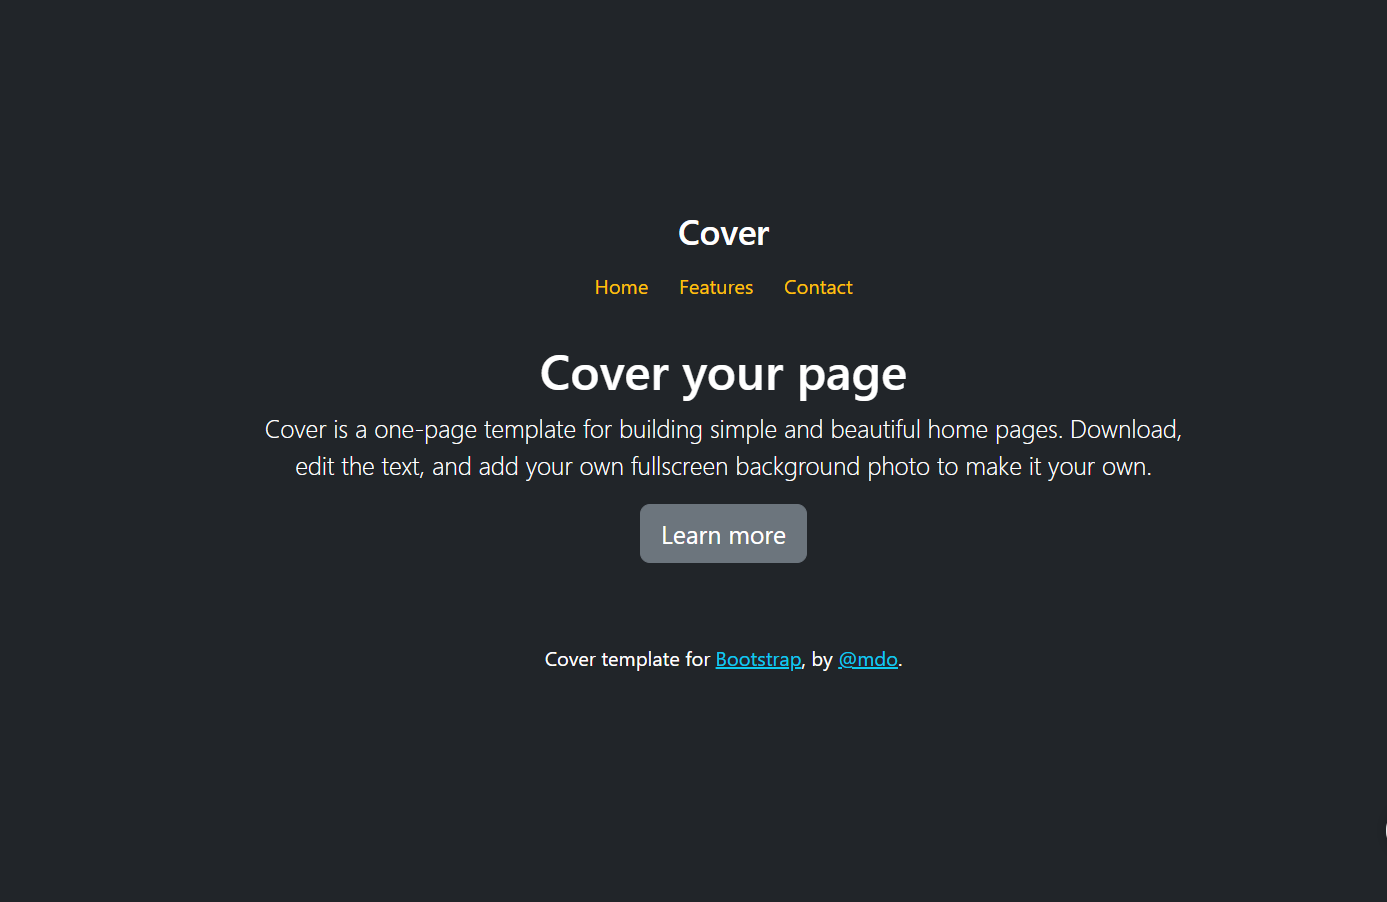 Cover
Home Features Contact
Cover your page
Cover is a one-page template for building simple and beautiful home pages. Download,
edit the text, and add your own fullscreen background photo to make it your own.
Learn more
Cover template for Bootstrap, by @mdo.